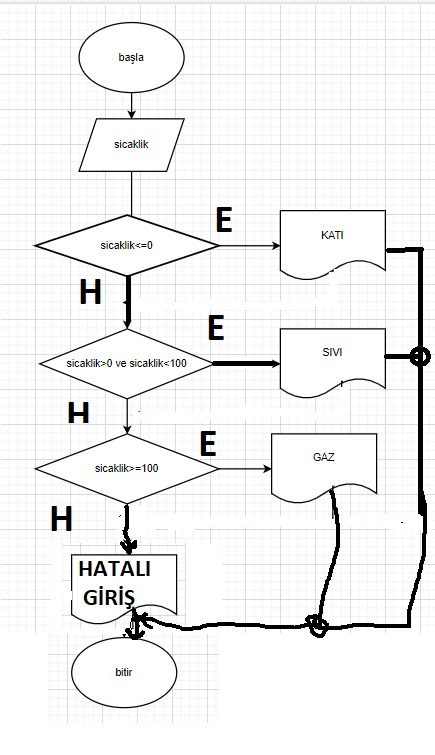 başla
sicaklik
sicaklik<=0
E
KATI
H
sicaklik>0 ve sicaklik<100
E
SIVI
H
sicaklik>=100
E
GAZ
H
HATALI
GİRİŞ
bitir